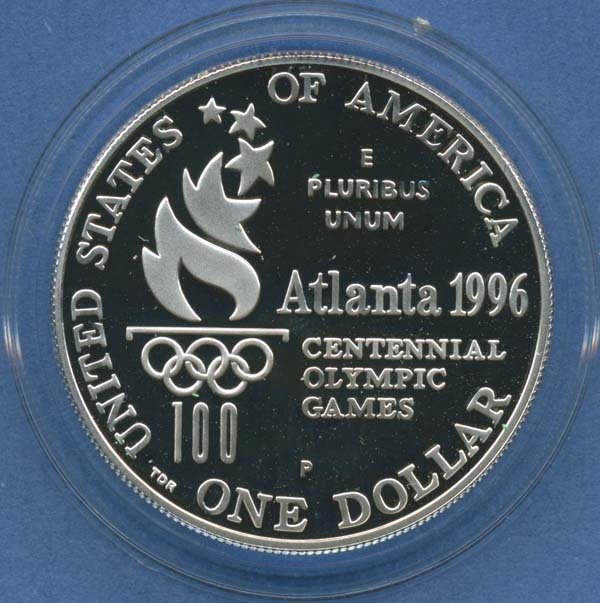 UNITED STATES OF AMERICA
E
PLURIBUS
UNUM
Atlanta 1996
CENTENNIAL
OLYMPIC
GAMES
100
P
TDR
ONE DOLLAR